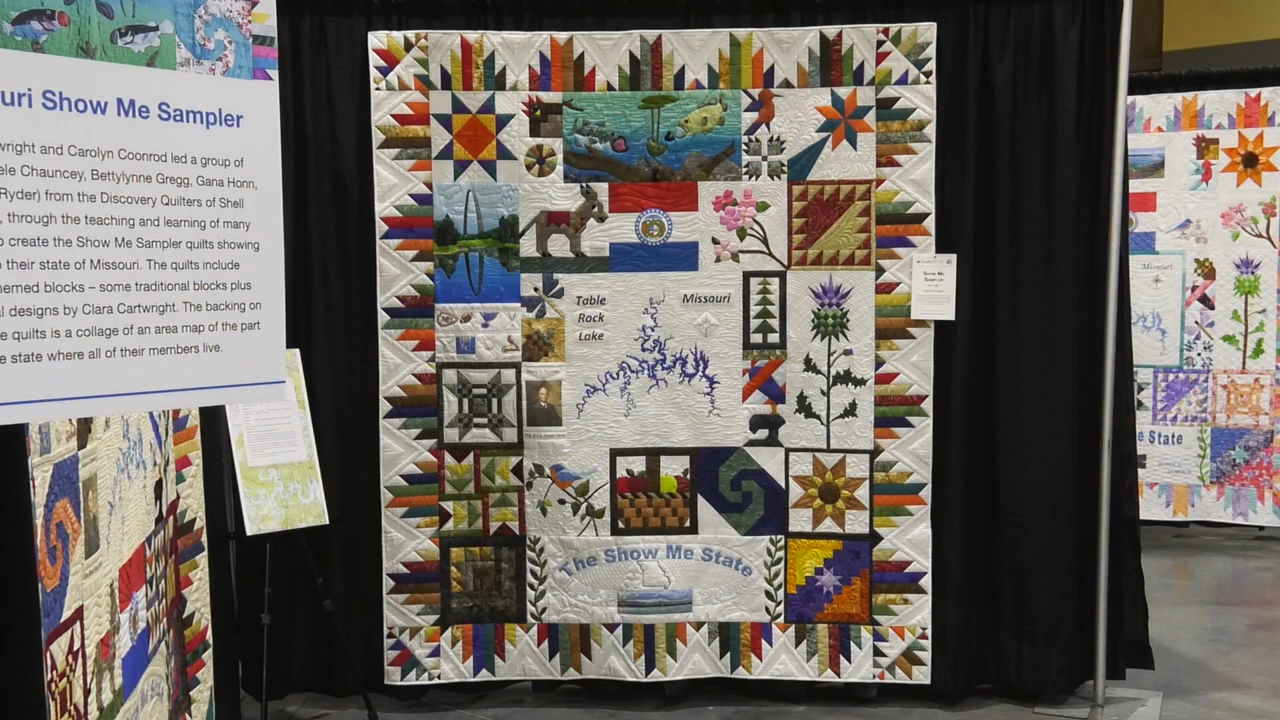 uri Show Me Sampler
wright and Carolyn Coonrod led a group of
ele Chauncey, Bettylynne Gregg, Gana Honn,
Ryder) from the Discovery Quilters of Shell
, through the teaching and learning of many
o create the Show Me Sampler quilts showing
o their state of Missouri. The quilts include
hemed blocks – some traditional blocks plus
l designs by Clara Cartwright. The backing on
e quilts is a collage of an area map of the part
e state where all of their members live.
Table
Rock
Lake
Missouri
The Show Me State
Show Me
Sampler
Missouri
e State